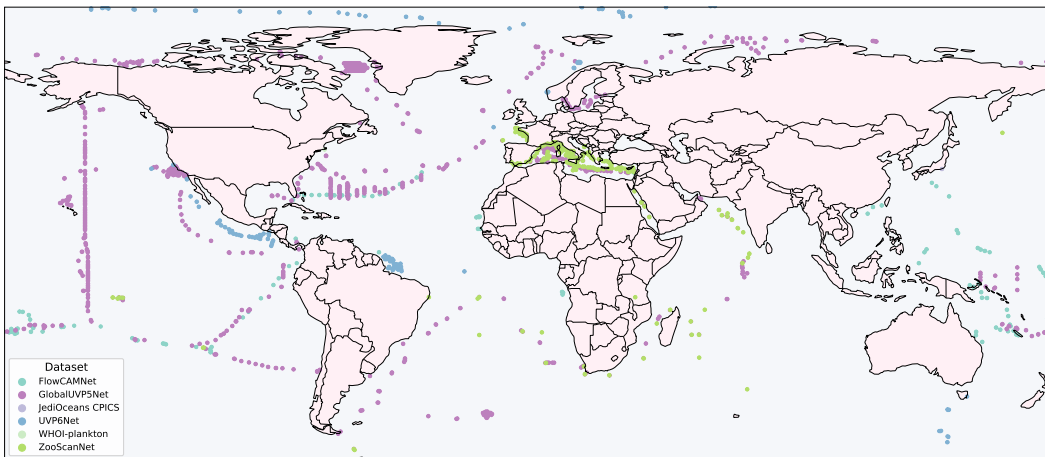 Dataset
FlowCAMNet
GlobalUVP5Net
JediOceans CPICS
UVP6Net
WHOI-plankton
ZooScanNet